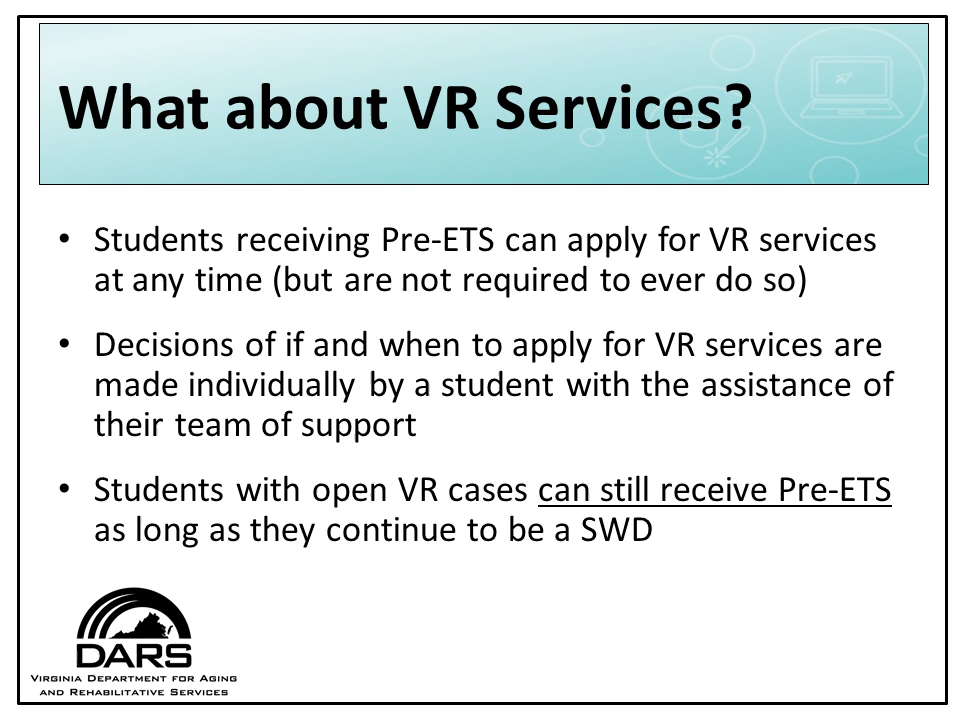 What about VR Services?
• Students receiving Pre-ETS can apply for VR services
at any time (but are not required to ever do so)
• Decisions of if and when to apply for VR services are
made individually by a student with the assistance of
their team of support
• Students with open VR cases can still receive Pre-ETS
as long as they continue to be a SWD
DARS
Virginia Department for Aging
and Rehabilitative Services